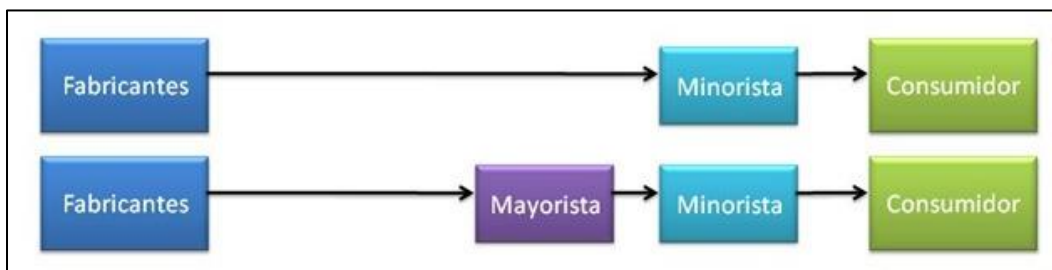 Fabricantes
Minorista
Consumidor
Fabricantes
Mayorista
Minorista
Consumidor